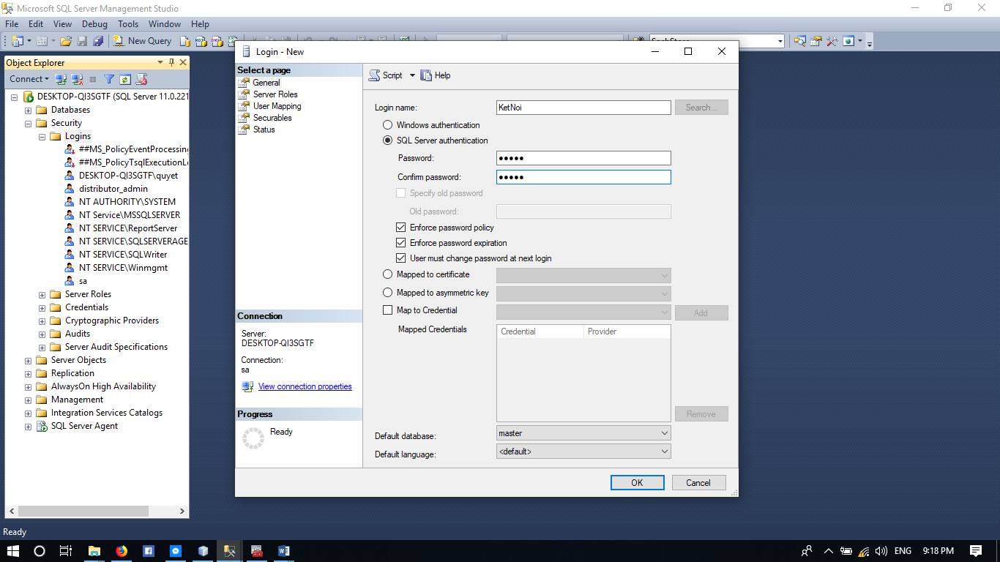 Microsoft SQL Server Management Studio
File Edit View Debug Tools Window Help
New Query
Object Explorer
Connect
DESKTOP-QI3SGTF (SQL Server 11.0.221
Databases
Security
Logins
##MS_PolicyEventProcessing
##MS_PolicyTsqlExecutionLo
DESKTOP-QI3SGTF\quyet
distributor_admin
NT AUTHORITY\SYSTEM
NT Service\MSSQLSERVER
NT SERVICE\ReportServer
NT SERVICE\SQLSERVERAGE
NT SERVICE\SQLWriter
NT SERVICE\Winmgmt
sa
Server Roles
Credentials
Cryptographic Providers
Audits
Server Audit Specifications
Server Objects
Replication
AlwaysOn High Availability
Management
Integration Services Catalogs
SQL Server Agent
Login - New
Select a page
General
Server Roles
User Mapping
Securables
Status
Connection
Server:
DESKTOP-QI3SGTF
Connection:
sa
View connection properties
Progress
Ready
Script Help
Login name: KetNoi Search...
Windows authentication
SQL Server authentication
Password: ●●●●●
Confirm password: ●●●●●
Specify old password
Old password:
Enforce password policy
Enforce password expiration
User must change password at next login
Mapped to certificate
Mapped to asymmetric key
Map to Credential Add
Mapped Credentials Credential Provider
Remove
Default database: master
Default language: <default>
OK Cancel
Ready
ENG 9:18 PM